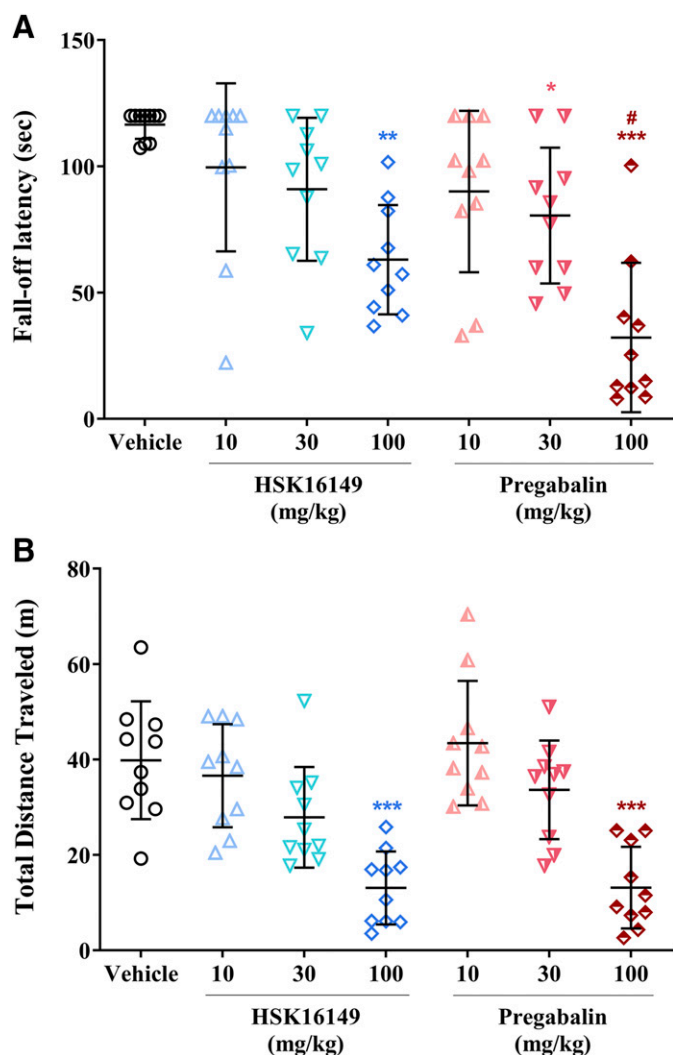 A
Fall-off latency (sec)
150
100
50
0
**
*
#
***
Vehicle 10 30 100 10 30 100
HSK16149 Pregabalin
(mg/kg) (mg/kg)
B
Total Distance Traveled (m)
80
60
40
20
0
*** ***
Vehicle 10 30 100 10 30 100
HSK16149 Pregabalin
(mg/kg) (mg/kg)